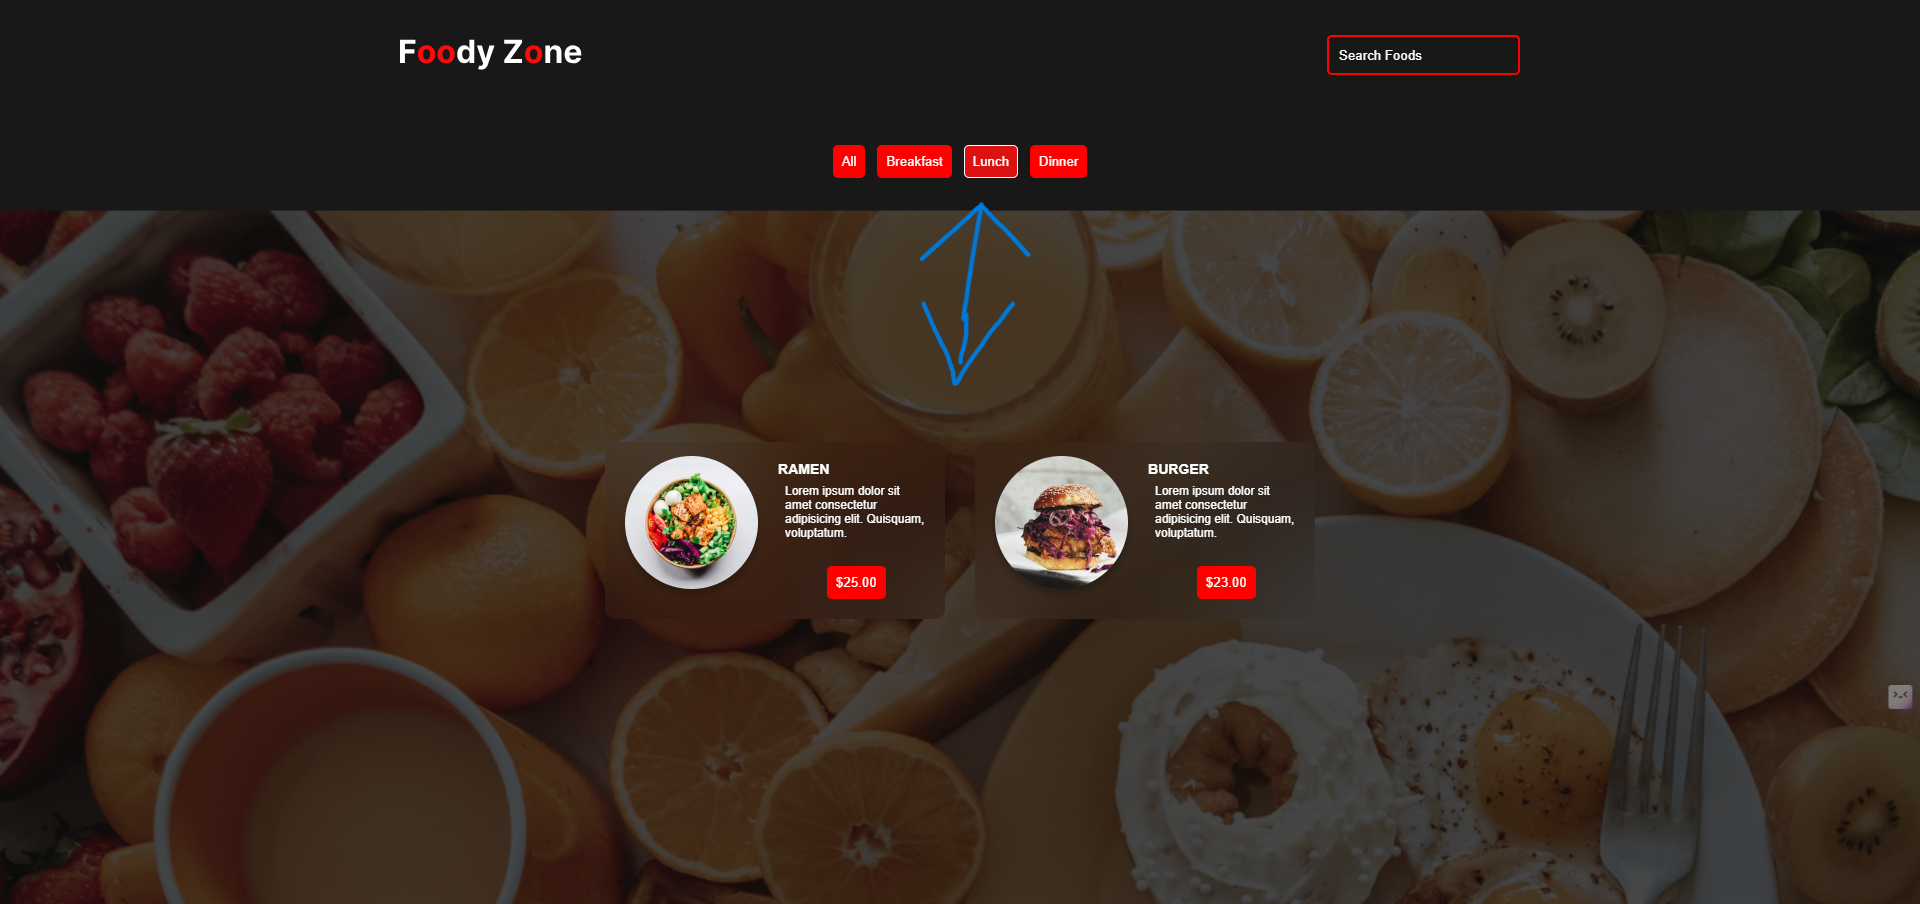 Foody Zone
Search Foods
All
Breakfast
Lunch
Dinner
RAMEN
Lorem ipsum dolor sit
amet consectetur
adipisicing elit. Quisquam,
voluptatum.
$25.00
BURGER
Lorem ipsum dolor sit
amet consectetur
adipisicing elit. Quisquam,
voluptatum.
$23.00